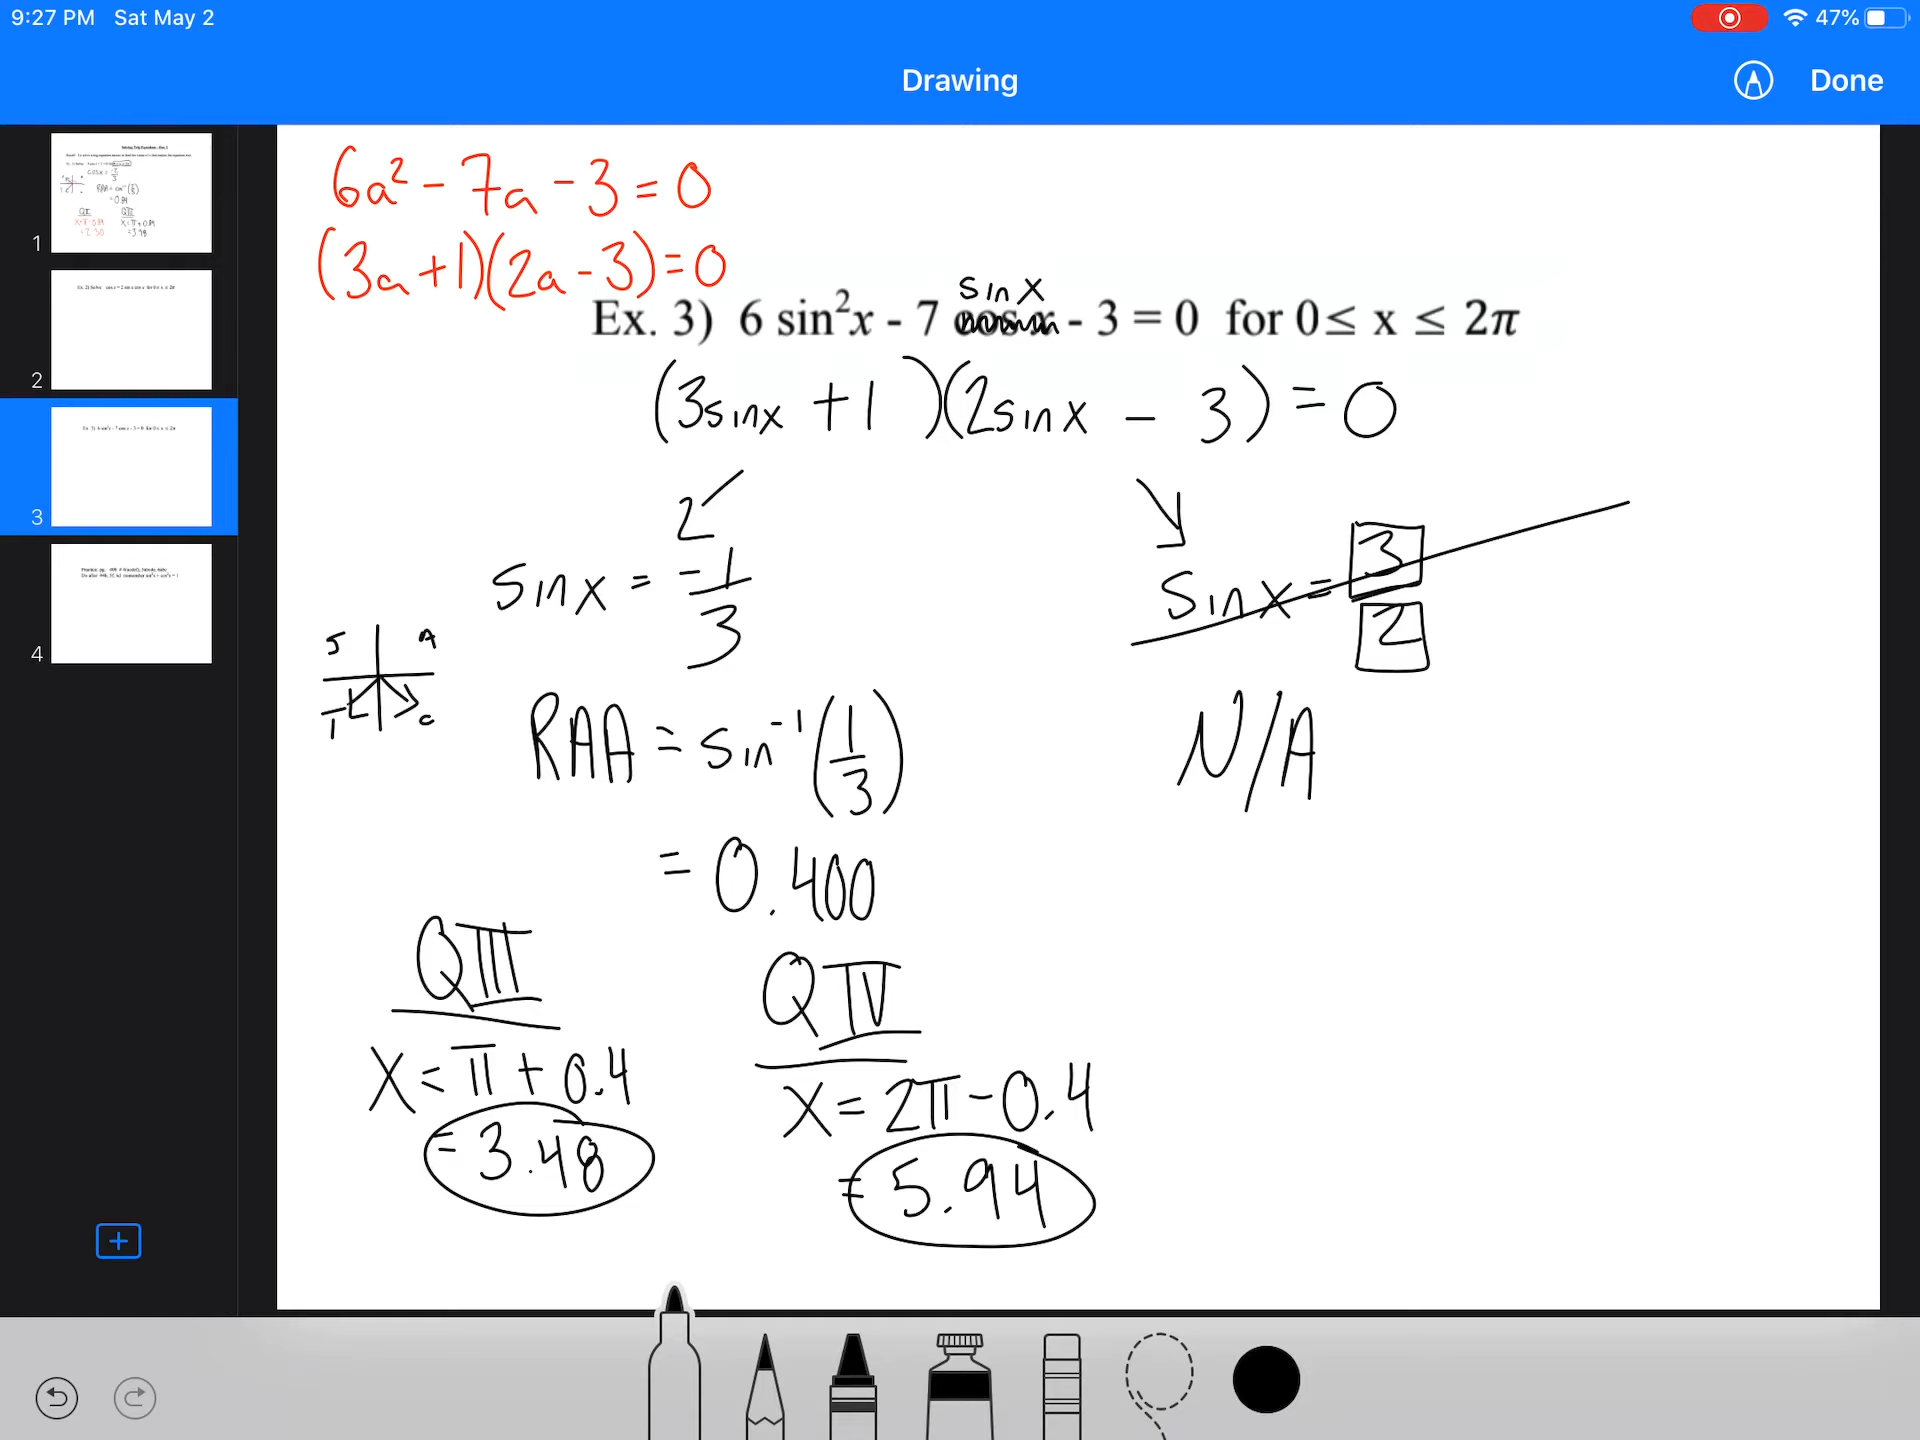 9:27 PM Sat May 2
47%
Drawing
Done
1
2
3
4
6a² - 7a - 3 = 0
(3a + 1)(2a - 3) = 0
sin x
Ex. 3) 6 sin²x - 7 cos x - 3 = 0 for 0 ≤ x ≤ 2π
(3sinx + 1)(2sinx - 3) = 0
sinx = -1/3
sinx = 3/2
S A
T C
RAA = sin⁻¹(1/3)
N/A
= 0.400
QIII
X = π + 0.4
= 3.48
QIV
X = 2π - 0.4
= 5.94